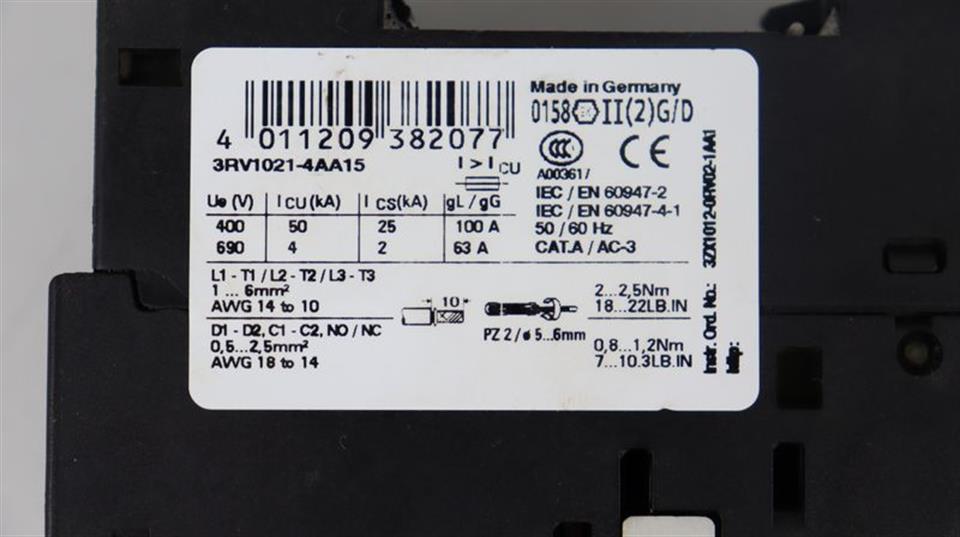 Made in Germany
0158 Ex II(2)G/D
4 011209 382077
3RV1021-4AA15
I > I CU
CCC CE
A00361/
Ue (V) I CU (kA) I CS(kA) gL / gG
400 50 25 100 A
690 4 2 63 A
IEC / EN 60947-2
IEC / EN 60947-4-1
50 / 60 Hz
CAT.A / AC-3
L1 - T1 / L2 - T2 / L3 - T3
1 ... 6mm²
AWG 14 to 10
10
PZ 2 / ø 5...6mm
2...2,5Nm
18...22LB.IN
D1 - D2, C1 - C2, NO / NC
0,5...2,5mm²
AWG 18 to 14
0,8...1,2Nm
7...10.3LB.IN
Instr. Ord. No.: 3ZX1012-0RV02-1AA1